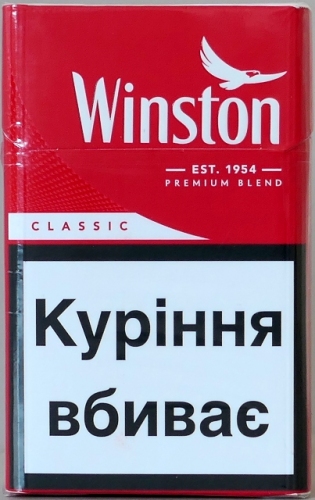 Winston
EST. 1954
PREMIUM BLEND
CLASSIC
Куріння
вбиває